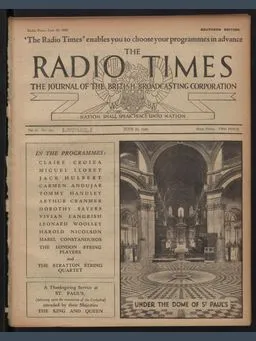 SOUTHERN EDITION
"The Radio Times" enables you to choose your programmes in advance
THE
RADIO TIMES
THE JOURNAL OF THE BRITISH BROADCASTING CORPORATION
NATION SHALL SPEAK PEACE UNTO NATION
TWO PENCE
IN THE PROGRAMMES:
CLAIRE CROIZA
MIGUEL LLOBET
JACK HULBERT
CARMEN ANDUJAR
TOMMY HANDLEY
ARTHUR CRANMER
DOROTHY SAYERS
VIVIAN LANGRISH
LEONARD WOOLLEY
HAROLD NICOLSON
MABEL CONSTANDUROS
THE LONDON STRING
PLAYERS
and
THE STRATTON STRING
QUARTET
A Thanksgiving Service at
ST. PAUL'S,
attended by
THE KING AND QUEEN
UNDER THE DOME OF ST PAUL'S